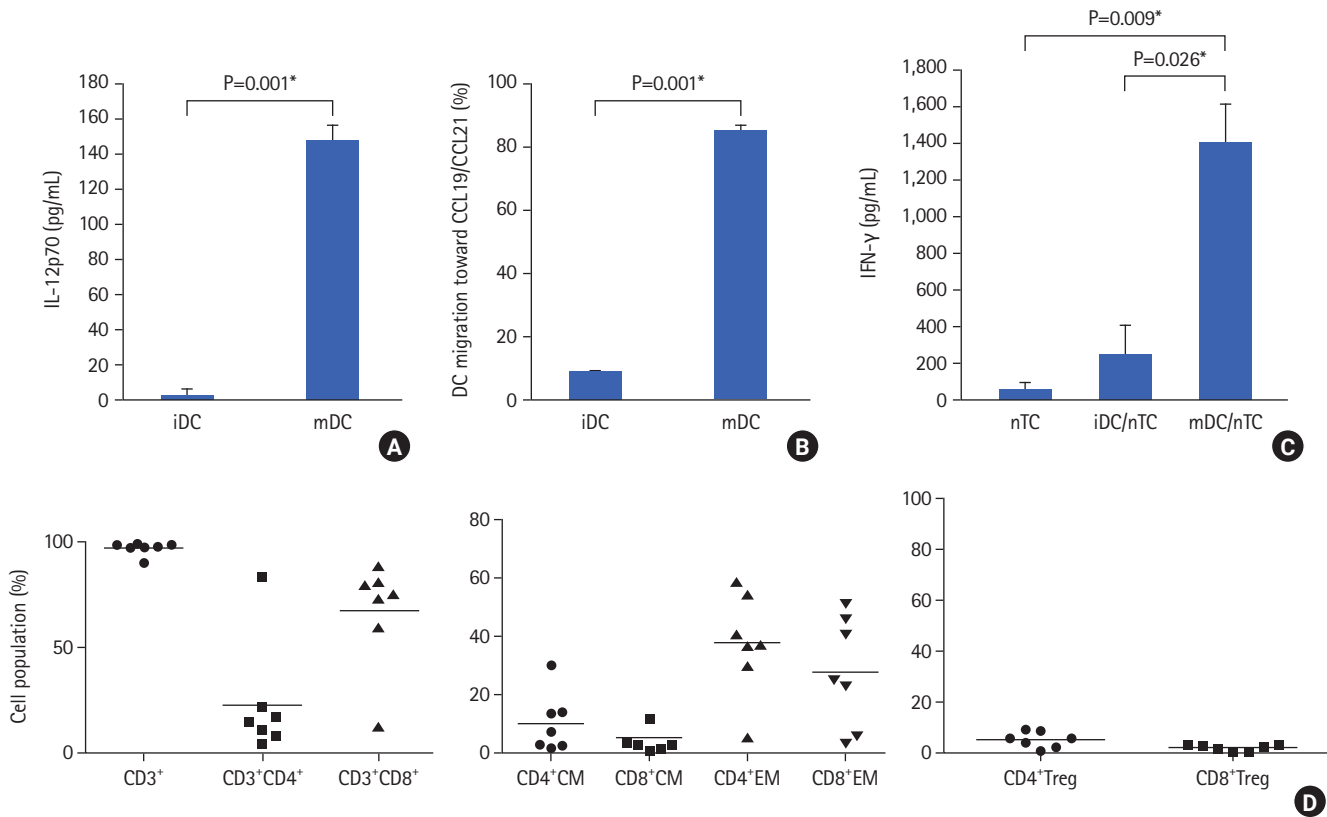 P=0.001*
IL-12p70 (pg/mL)
180
160
140
120
100
80
60
40
20
0
iDC mDC
A
P=0.001*
DC migration toward CCL19/CCL21 (%)
100
80
60
40
20
0
iDC mDC
B
P=0.009*
P=0.026*
IFN-γ (pg/mL)
1,800
1,600
1,400
1,200
1,000
800
600
400
200
0
nTC iDC/nTC mDC/nTC
C
Cell population (%)
100
50
0
CD3⁺ CD3⁺CD4⁺ CD3⁺CD8⁺
80
60
40
20
0
CD4⁺CM CD8⁺CM CD4⁺EM CD8⁺EM
100
80
60
40
20
0
CD4⁺Treg CD8⁺Treg
D